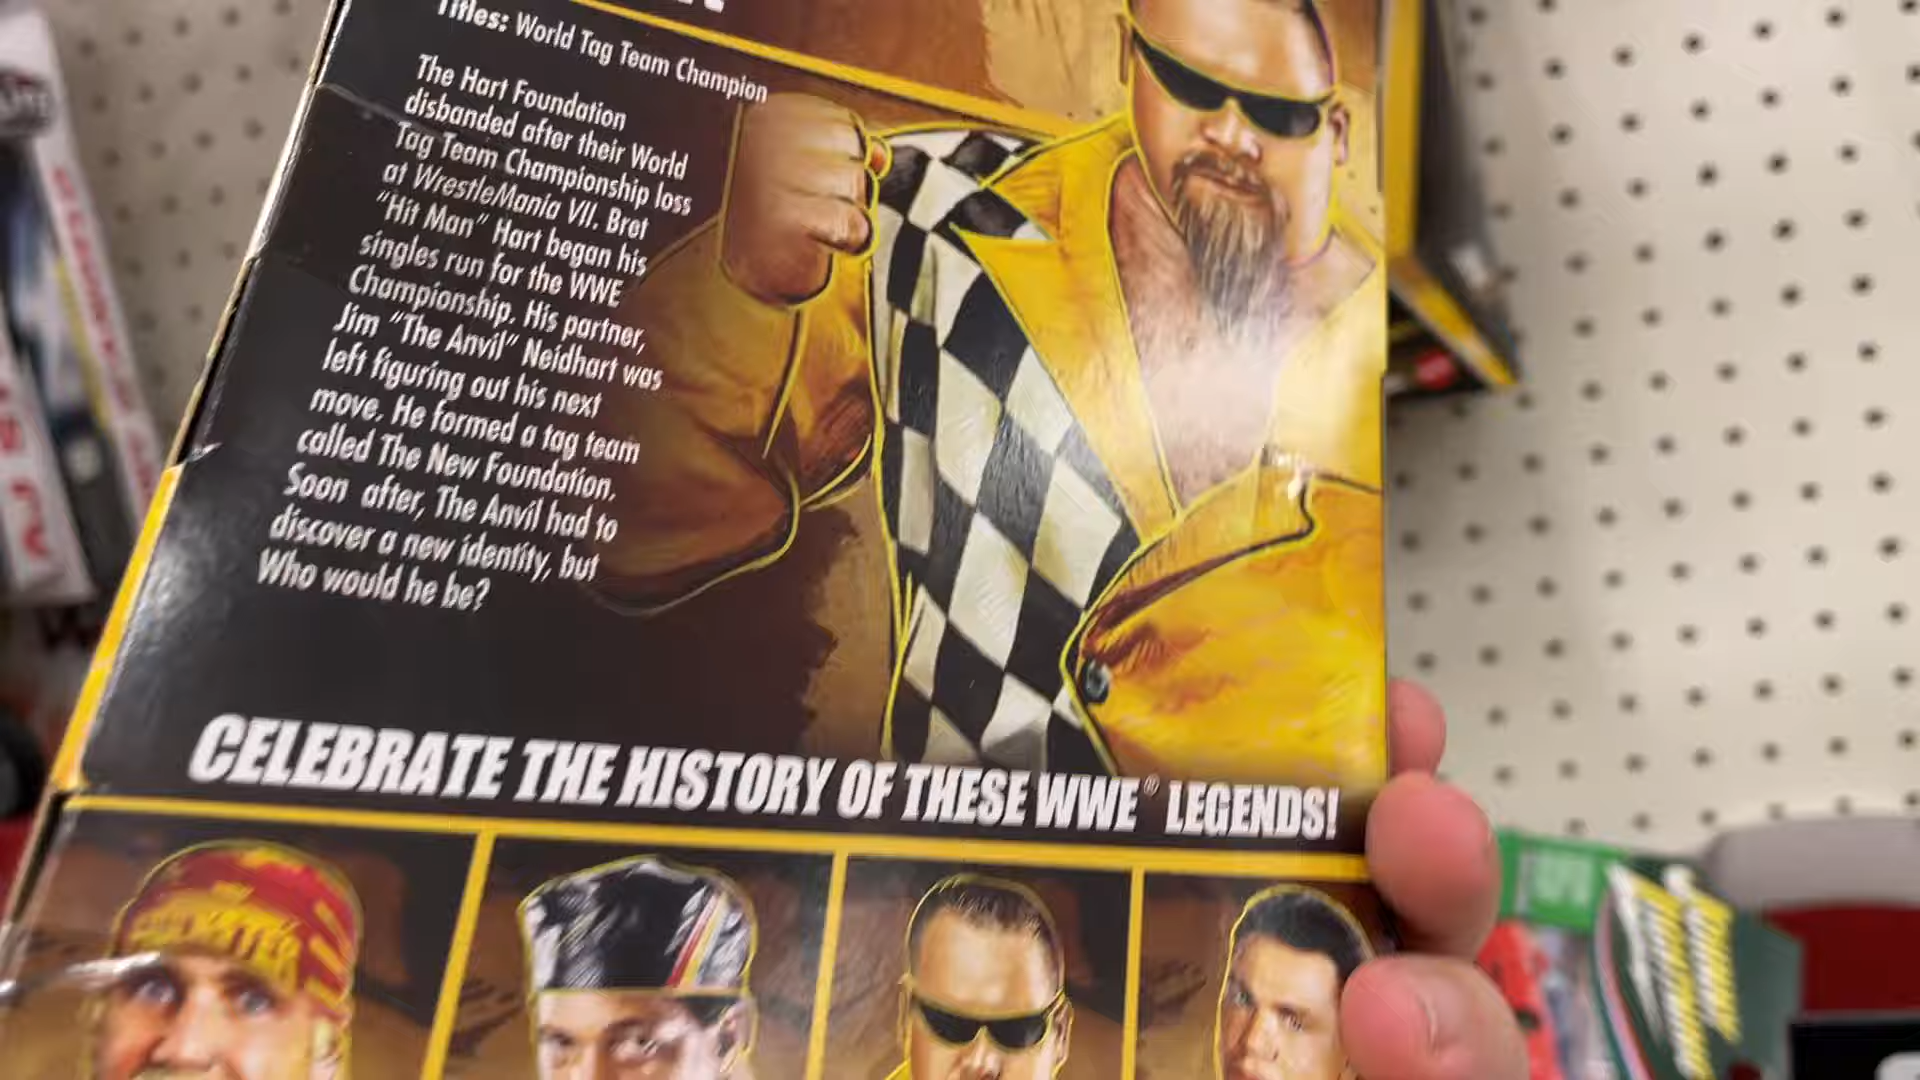 Titles: World Tag Team Champion
The Hart Foundation
disbanded after their World
Tag Team Championship loss
at WrestleMania VII. Bret
"Hit Man" Hart began his
singles run for the WWE
Championship. His partner,
Jim "The Anvil" Neidhart was
left figuring out his next
move. He formed a tag team
called The New Foundation.
Soon after, The Anvil had to
discover a new identity, but
Who would he be?
CELEBRATE THE HISTORY OF THESE WWE® LEGENDS!